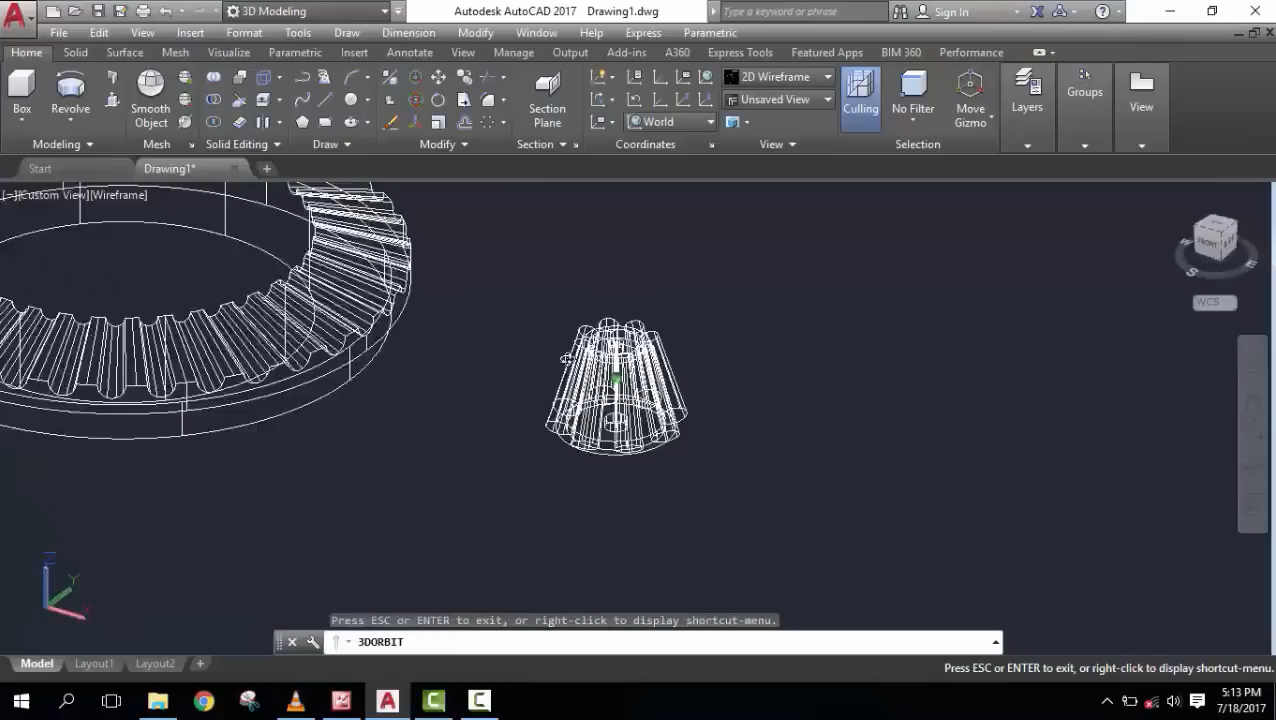 A 3D Modeling Autodesk AutoCAD 2017 Drawing1.dwg Type a keyword or phrase Sign In
File Edit View Insert Format Tools Draw Dimension Modify Window Help Express Parametric
Home Solid Surface Mesh Visualize Parametric Insert Annotate View Manage Output Add-ins A360 Express Tools Featured Apps BIM 360 Performance
2D Wireframe
Unsaved View
Box Revolve Smooth Object Section Plane World Culling No Filter Move Gizmo Layers Groups View
Modeling Mesh Solid Editing Draw Modify Section Coordinates View Selection
Start Drawing1* +
[−][Custom View][Wireframe]
FRONT
S E
WCS
Z
Y
X
Press ESC or ENTER to exit, or right-click to display shortcut-menu.
3DORBIT
Model Layout1 Layout2 + Press ESC or ENTER to exit, or right-click to display shortcut-menu.
5:13 PM
7/18/2017